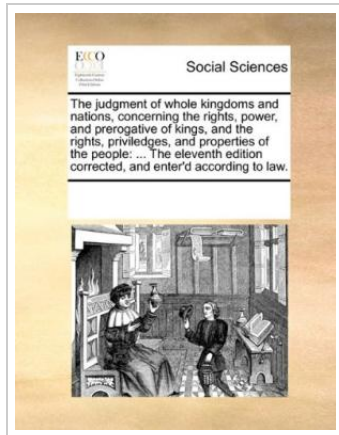 ECCO
Social Sciences
The judgment of whole kingdoms and
nations, concerning the rights, power,
and prerogative of kings, and the
rights, priviledges, and properties of
the people: ... The eleventh edition
corrected, and enter'd according to law.